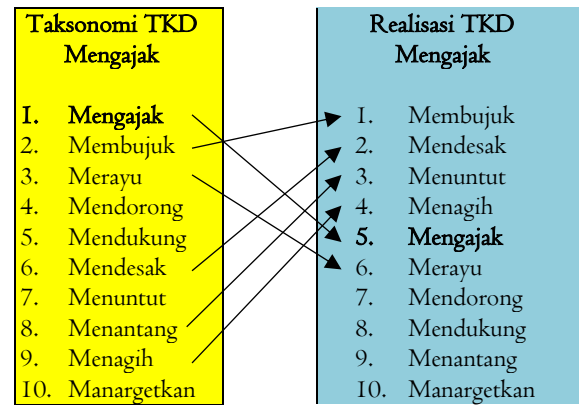 Taksonomi TKD
Mengajak
1. Mengajak
2. Membujuk
3. Merayu
4. Mendorong
5. Mendukung
6. Mendesak
7. Menuntut
8. Menantang
9. Menagih
10. Manargetkan
Realisasi TKD
Mengajak
1. Membujuk
2. Mendesak
3. Menuntut
4. Menagih
5. Mengajak
6. Merayu
7. Mendorong
8. Mendukung
9. Menantang
10. Manargetkan